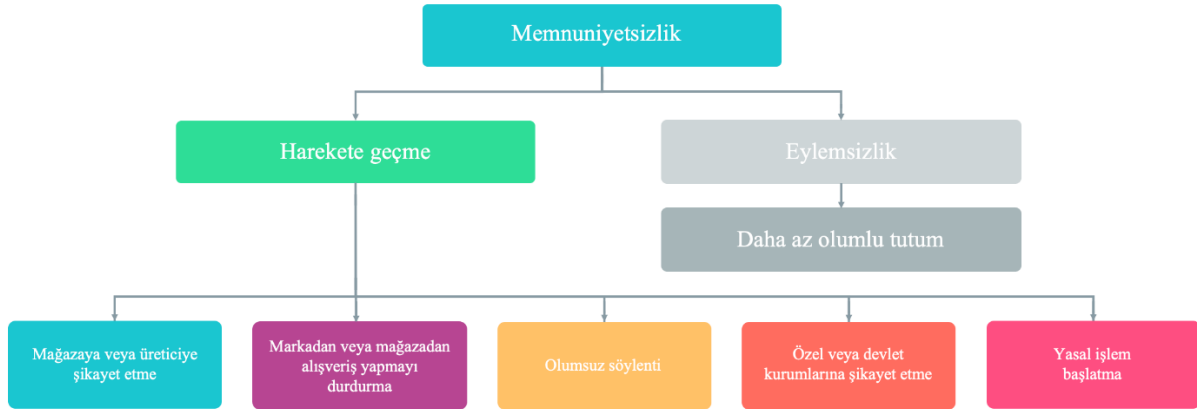 Memnuniyetsizlik
Harekete geçme
Eylemsizlik
Daha az olumlu tutum
Mağazaya veya üreticiye
şikayet etme
Markadan veya mağazadan
alışveriş yapmayı
durdurma
Olumsuz söylenti
Özel veya devlet
kurumlarına şikayet etme
Yasal işlem
başlatma